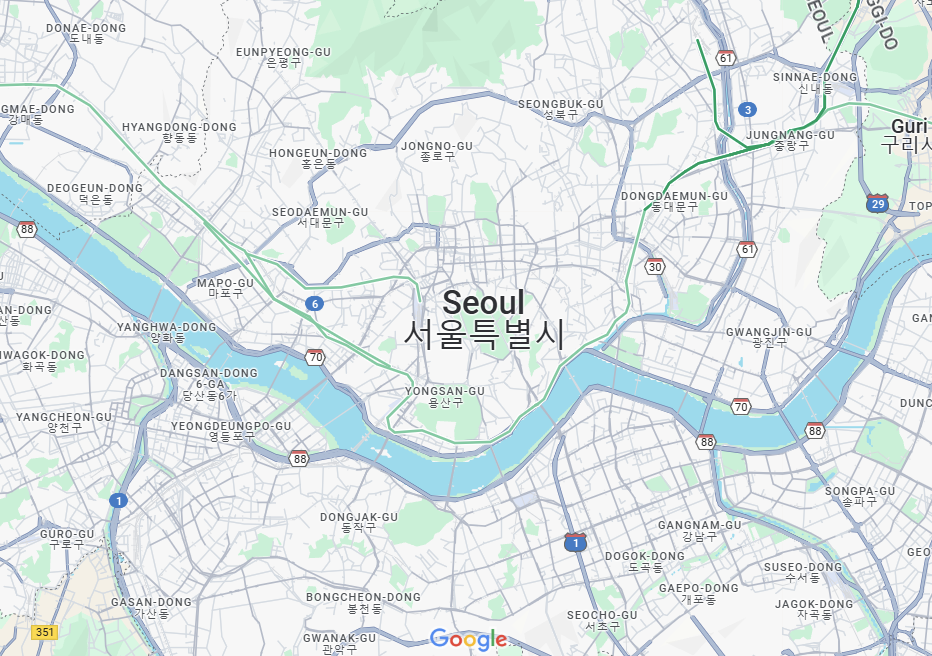 DONAE-DONG
도내동
EUNPYEONG-GU
은평구
SEOUL
GGI-DO
61
SINNAE-DONG
신내동
GMAE-DONG
강매동
SEONGBUK-GU
성북구
3
HYANGDONG-DONG
향동동
JUNGNANG-GU
중랑구
Guri
구리시
HONGEUN-DONG
홍은동
JONGNO-GU
종로구
DEOGEUN-DONG
덕은동
DONGDAEMUN-GU
동대문구
29
TOP
SEODAEMUN-GU
서대문구
88
61
30
MAPO-GU
마포구
6
Seoul
서울특별시
AN-DONG
산동
YANGHWA-DONG
양화동
GWANGJIN-GU
광진구
GAN
HWAGOK-DONG
화곡동
70
DANGSAN-DONG
6-GA
당산동6가
YONGSAN-GU
용산구
70
DUNC
YANGCHEON-GU
양천구
YEONGDEUNGPO-GU
영등포구
88
88
88
SONGPA-GU
송파구
1
DONGJAK-GU
동작구
GANGNAM-GU
강남구
GURO-GU
구로구
1
DOGOK-DONG
도곡동
GEO
SUSEO-DONG
수서동
GAEPO-DONG
개포동
GASAN-DONG
가산동
BONGCHEON-DONG
봉천동
JAGOK-DONG
자곡동
SEOCHO-GU
서초구
351
GWANAK-GU
관악구
Google